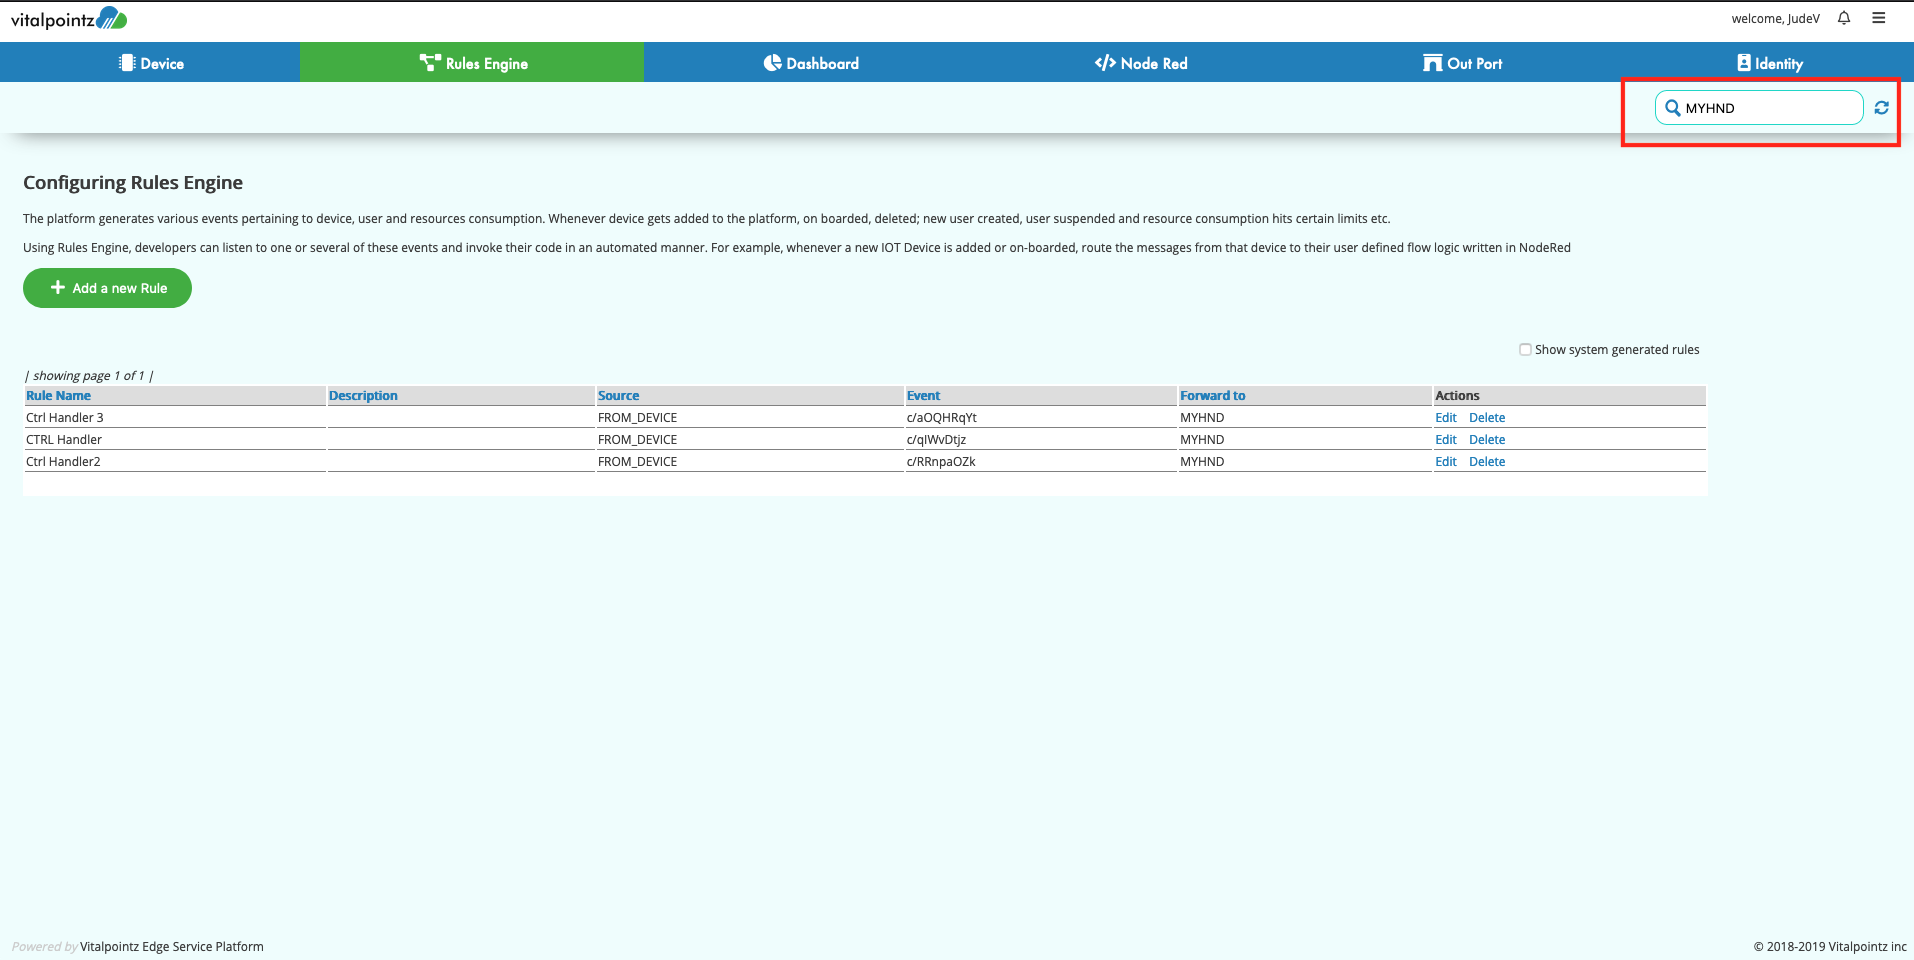 vitalpointz
welcome, JudeV
Device Rules Engine Dashboard Node Red Out Port Identity
MYHND
Configuring Rules Engine
The platform generates various events pertaining to device, user and resources consumption. Whenever device gets added to the platform, on boarded, deleted; new user created, user suspended and resource consumption hits certain limits etc.
Using Rules Engine, developers can listen to one or several of these events and invoke their code in an automated manner. For example, whenever a new IOT Device is added or on-boarded, route the messages from that device to their user defined flow logic written in NodeRed
Add a new Rule
Show system generated rules
| showing page 1 of 1 |
Rule Name Description Source Event Forward to Actions
Ctrl Handler 3 FROM_DEVICE c/aOQHRqYt MYHND Edit Delete
CTRL Handler FROM_DEVICE c/qlWvDtjz MYHND Edit Delete
Ctrl Handler2 FROM_DEVICE c/RRnpaOZk MYHND Edit Delete
Powered by Vitalpointz Edge Service Platform
© 2018-2019 Vitalpointz inc